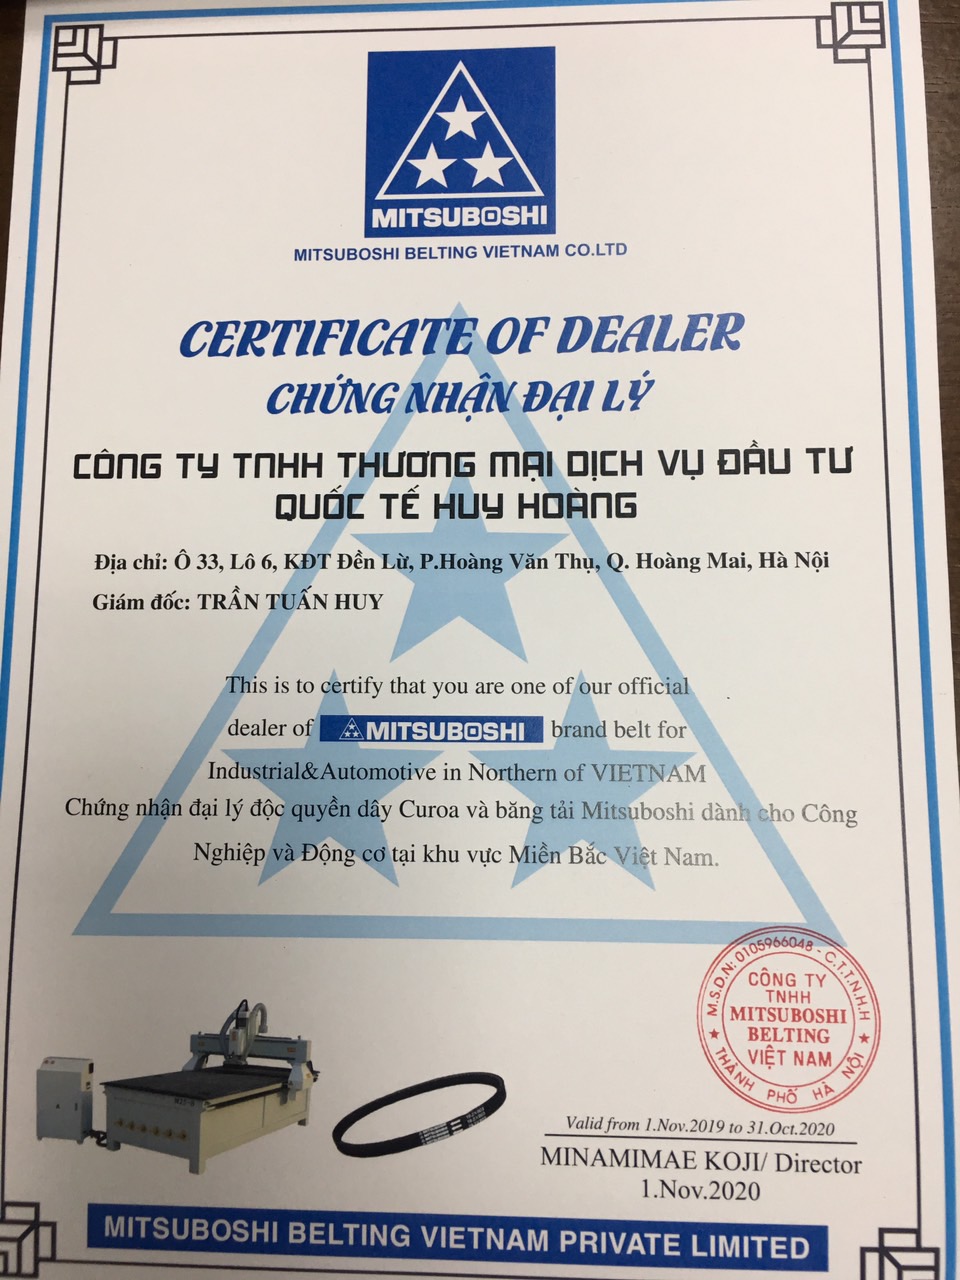 MITSUBOSHI
MITSUBOSHI BELTING VIETNAM CO.LTD
CERTIFICATE OF DEALER
CHỨNG NHẬN ĐẠI LÝ
CÔNG TY TNHH THƯƠNG MẠI DỊCH VỤ ĐẦU TƯ
QUỐC TẾ HUY HOÀNG
Địa chỉ: Ô 33, Lô 6, KĐT Đền Lừ, P.Hoàng Văn Thụ, Q. Hoàng Mai, Hà Nội
Giám đốc: TRẦN TUẤN HUY
This is to certify that you are one of our official
dealer of MITSUBOSHI brand belt for
Industrial&Automotive in Northern of VIETNAM
Chứng nhận đại lý độc quyền dây Curoa và băng tải Mitsuboshi dành cho Công
Nghiệp và Động cơ tại khu vực Miền Bắc Việt Nam.
M.S.D.N: 0105966048 - C.T.T.N.H.H
CÔNG TY
TNHH
MITSUBOSHI
BELTING
VIỆT NAM
THÀNH PHỐ HÀ NỘI
Valid from 1.Nov.2019 to 31.Oct.2020
MINAMIMAE KOJI/ Director
1.Nov.2020
MITSUBOSHI BELTING VIETNAM PRIVATE LIMITED